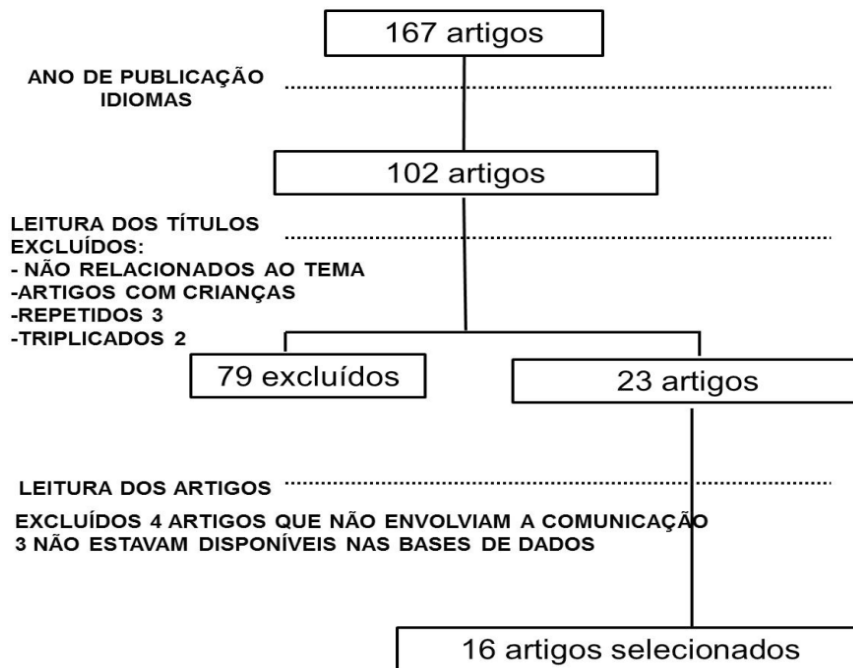 167 artigos
ANO DE PUBLICAÇÃO
IDIOMAS
102 artigos
LEITURA DOS TÍTULOS
EXCLUÍDOS:
- NÃO RELACIONADOS AO TEMA
-ARTIGOS COM CRIANÇAS
-REPETIDOS 3
-TRIPLICADOS 2
79 excluídos
23 artigos
LEITURA DOS ARTIGOS
EXCLUÍDOS 4 ARTIGOS QUE NÃO ENVOLVIAM A COMUNICAÇÃO
3 NÃO ESTAVAM DISPONÍVEIS NAS BASES DE DADOS
16 artigos selecionados